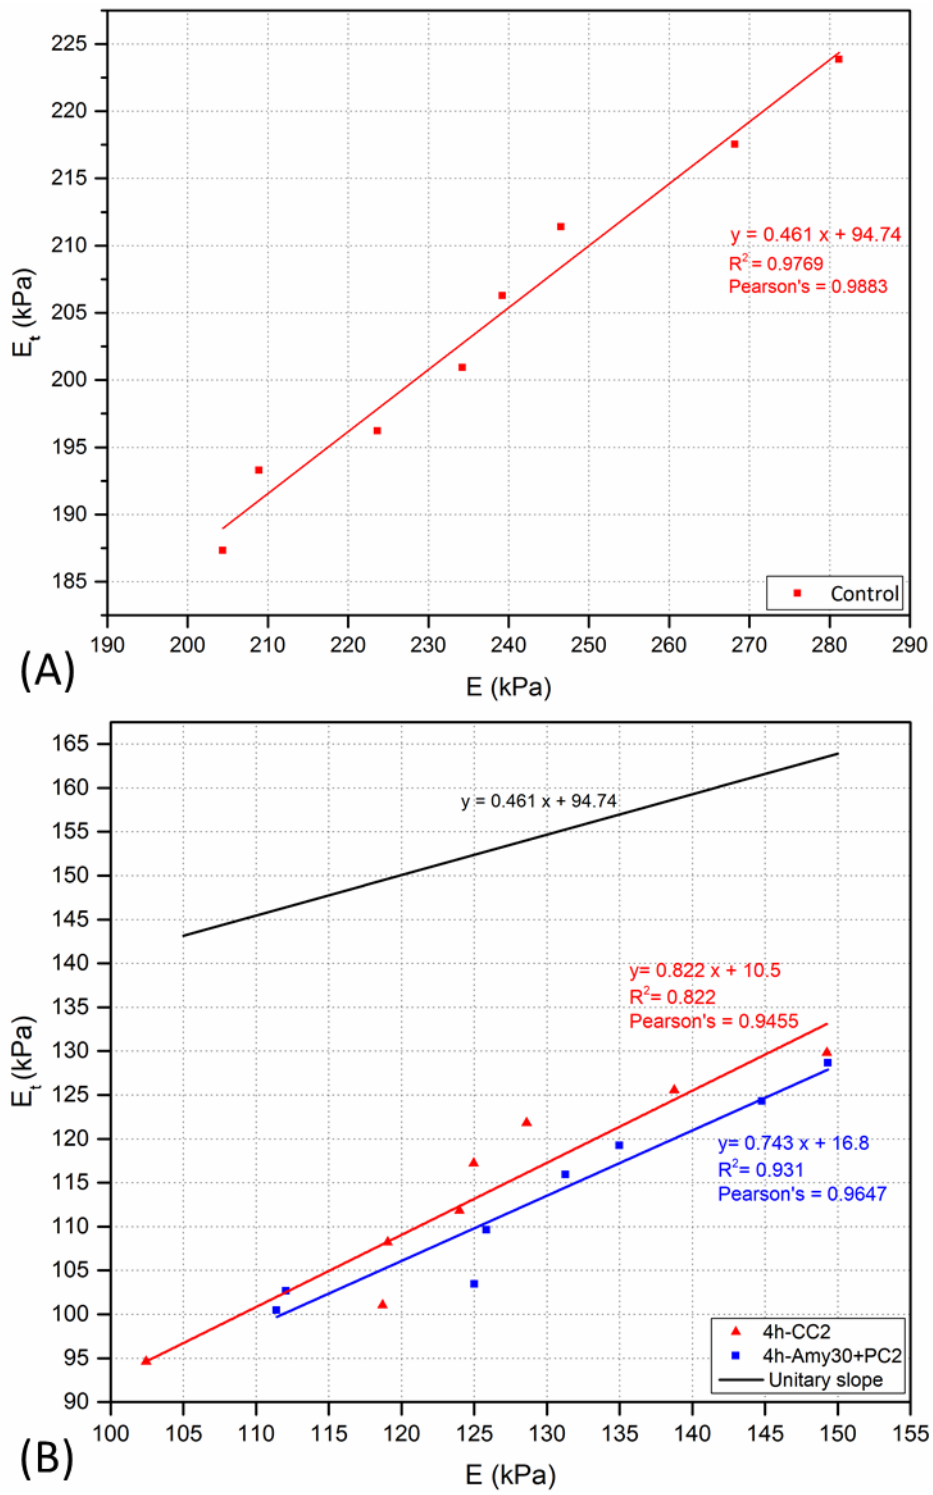 225
220
215
210
205
200
195
190
185
E_t (kPa)
y = 0.461 x + 94.74
R² = 0.9769
Pearson's = 0.9883
Control
190 200 210 220 230 240 250 260 270 280 290
(A)
E (kPa)
165
160
155
150
145
140
135
130
125
120
115
110
105
100
95
90
E_t (kPa)
y = 0.461 x + 94.74
y= 0.822 x + 10.5
R²= 0.822
Pearson's = 0.9455
y= 0.743 x + 16.8
R²= 0.931
Pearson's = 0.9647
4h-CC2
4h-Amy30+PC2
Unitary slope
100 105 110 115 120 125 130 135 140 145 150 155
(B)
E (kPa)